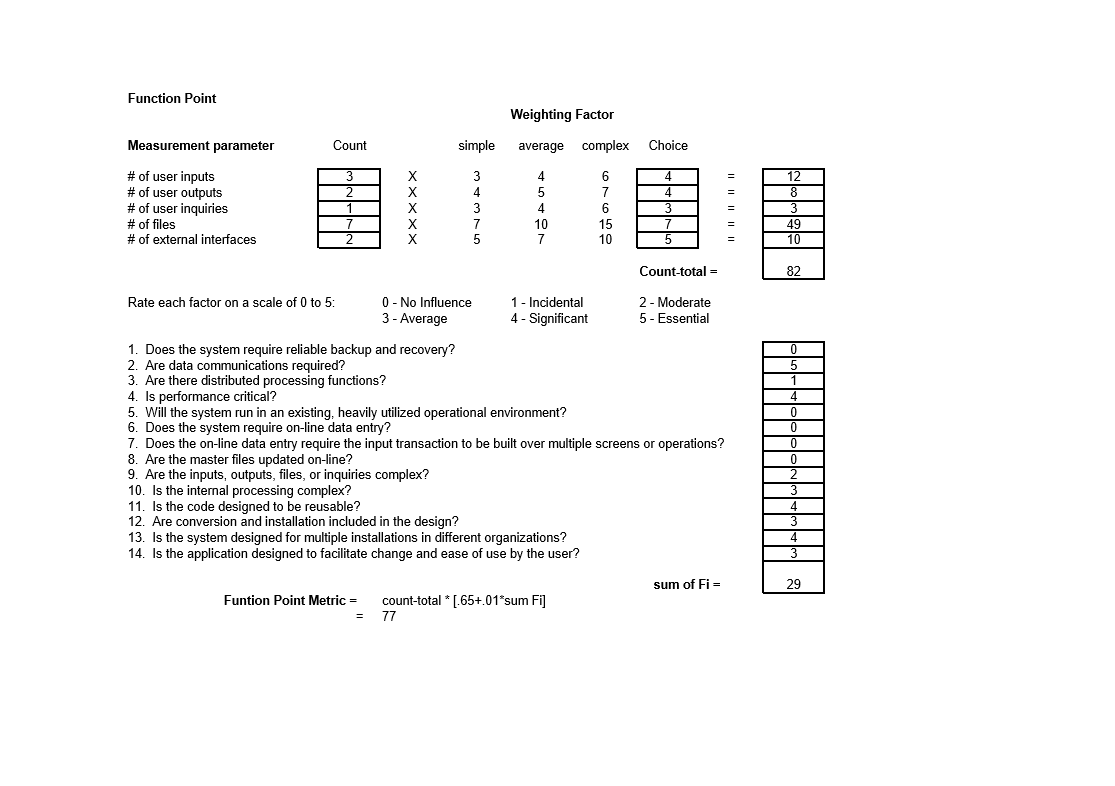 Function Point
Weighting Factor
Measurement parameter Count simple average complex Choice
# of user inputs 3 X 3 4 6 4 = 12
# of user outputs 2 X 4 5 7 4 = 8
# of user inquiries 1 X 3 4 6 3 = 3
# of files 7 X 7 10 15 7 = 49
# of external interfaces 2 X 5 7 10 5 = 10
Count-total = 82
Rate each factor on a scale of 0 to 5: 0 - No Influence 1 - Incidental 2 - Moderate
3 - Average 4 - Significant 5 - Essential
1. Does the system require reliable backup and recovery? 0
2. Are data communications required? 5
3. Are there distributed processing functions? 1
4. Is performance critical? 4
5. Will the system run in an existing, heavily utilized operational environment? 0
6. Does the system require on-line data entry? 0
7. Does the on-line data entry require the input transaction to be built over multiple screens or operations? 0
8. Are the master files updated on-line? 0
9. Are the inputs, outputs, files, or inquiries complex? 2
10. Is the internal processing complex? 3
11. Is the code designed to be reusable? 4
12. Are conversion and installation included in the design? 3
13. Is the system designed for multiple installations in different organizations? 4
14. Is the application designed to facilitate change and ease of use by the user? 3
sum of Fi = 29
Funtion Point Metric = count-total * [.65+.01*sum Fi]
= 77